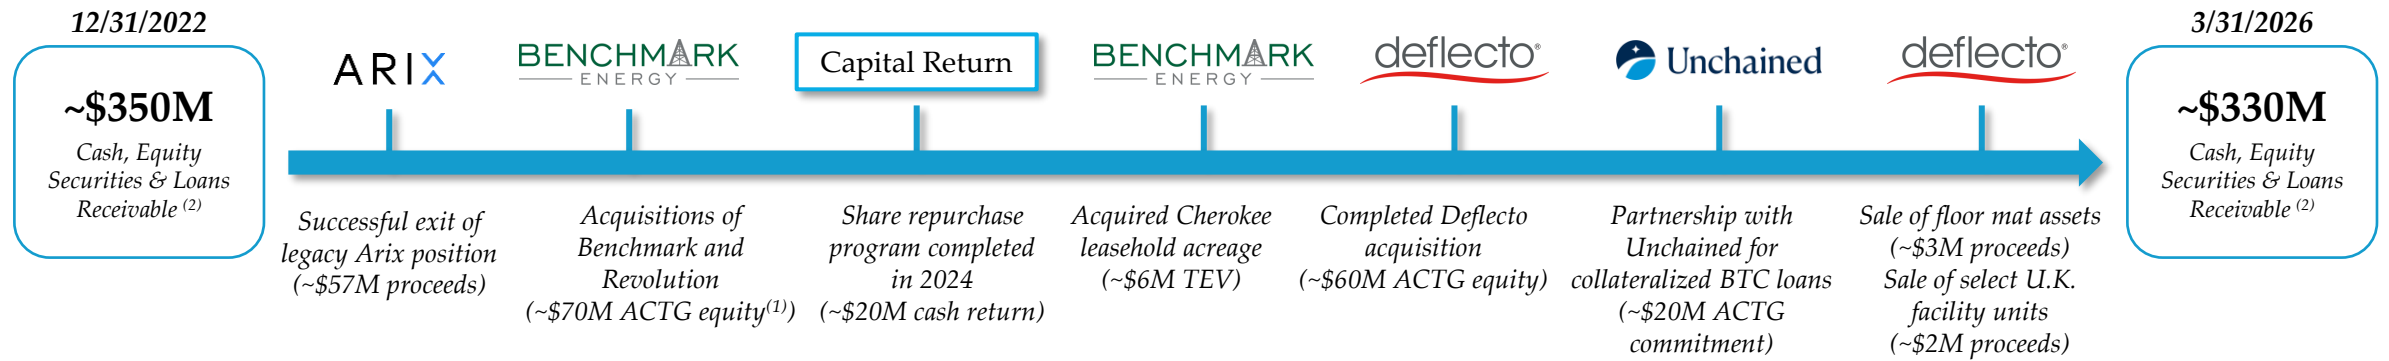 12/31/2022
~$350M
Cash, Equity
Securities & Loans
Receivable (2)
ARIX
Successful exit of
legacy Arix position
(~$57M proceeds)
BENCHMARK
ENERGY
Acquisitions of
Benchmark and
Revolution
(~$70M ACTG equity(1))
Capital Return
Share repurchase
program completed
in 2024
(~$20M cash return)
BENCHMARK
ENERGY
Acquired Cherokee
leasehold acreage
(~$6M TEV)
deflecto®
Completed Deflecto
acquisition
(~$60M ACTG equity)
Unchained
Partnership with
Unchained for
collateralized BTC loans
(~$20M ACTG
commitment)
deflecto®
Sale of floor mat assets
(~$3M proceeds)
Sale of select U.K.
facility units
(~$2M proceeds)
3/31/2026
~$330M
Cash, Equity
Securities & Loans
Receivable (2)